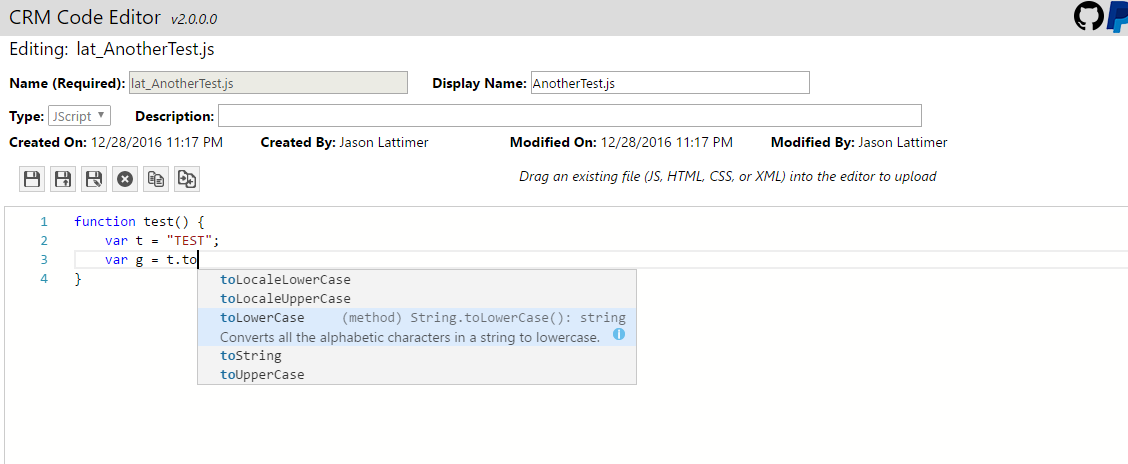 CRM Code Editor v2.0.0.0
Editing: lat_AnotherTest.js
Name (Required): lat_AnotherTest.js Display Name: AnotherTest.js
Type: JScript Description:
Created On: 12/28/2016 11:17 PM Created By: Jason Lattimer Modified On: 12/28/2016 11:17 PM Modified By: Jason Lattimer
Drag an existing file (JS, HTML, CSS, or XML) into the editor to upload
1 function test() {
2 var t = "TEST";
3 var g = t.to
4 }
toLocaleLowerCase
toLocaleUpperCase
toLowerCase (method) String.toLowerCase(): string
Converts all the alphabetic characters in a string to lowercase.
toString
toUpperCase